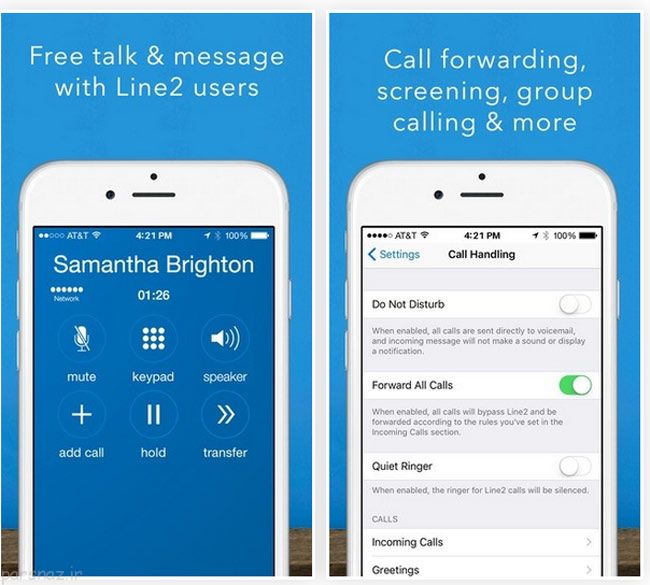 Free talk & message
with Line2 users
AT&T 4:21 PM 100%
Samantha Brighton
Network
01:26
mute keypad speaker
add call hold transfer
Call forwarding,
screening, group
calling & more
AT&T 4:21 PM 100%
Settings Call Handling
Do Not Disturb
When enabled, all calls are sent directly to voicemail,
and incoming message will not make a sound or display
a notification.
Forward All Calls
When enabled, all calls will bypass Line2 and be
forwarded according to the rules you've set in the
Incoming Calls section.
Quiet Ringer
When enabled, the ringer for Line2 calls will be silenced.
CALLS
Incoming Calls
Greetings
parsnaz.ir